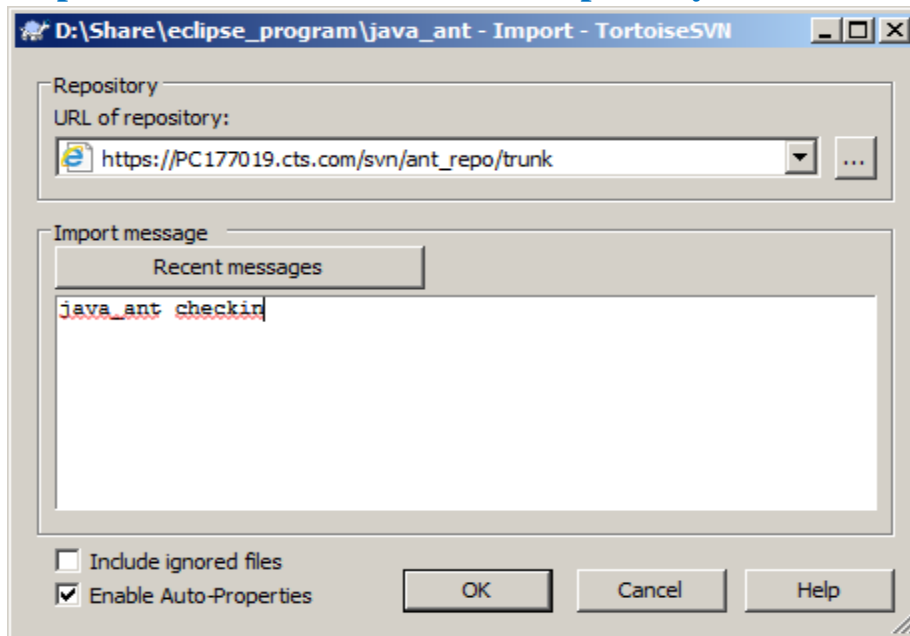 D:\Share\eclipse_program\java_ant - Import - TortoiseSVN
Repository
URL of repository:
https://PC177019.cts.com/svn/ant_repo/trunk
...
Import message
Recent messages
java_ant checkin
Include ignored files
Enable Auto-Properties
OK
Cancel
Help